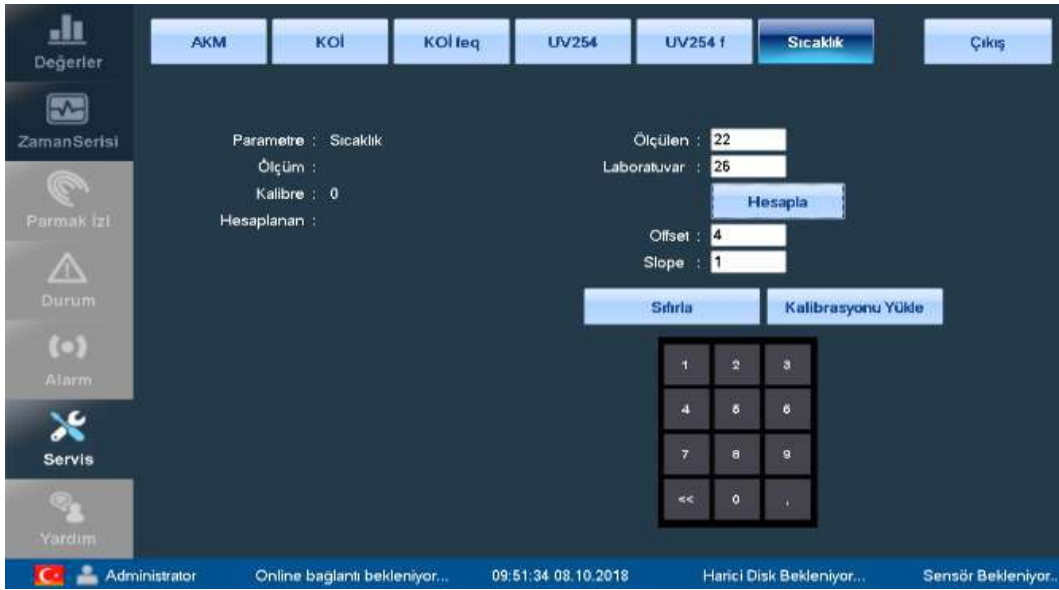 Değerler
AKM
KOİ
KOİ feq
UV254
UV254 f
Sıcaklık
Çıkış
ZamanSerisi
Parmak İzi
Durum
Alarm
Servis
Yardım
Parametre : Sıcaklık
Ölçüm :
Kalibre : 0
Hesaplanan :
Ölçülen : 22
Laboratuvar : 26
Hesapla
Offset : 4
Slope : 1
Sıfırla
Kalibrasyonu Yükle
1 2 3
4 5 6
7 8 9
<< 0 ,
Administrator
Online bağlantı bekleniyor...
09:51:34 08.10.2018
Harici Disk Bekleniyor...
Sensör Bekleniyor..